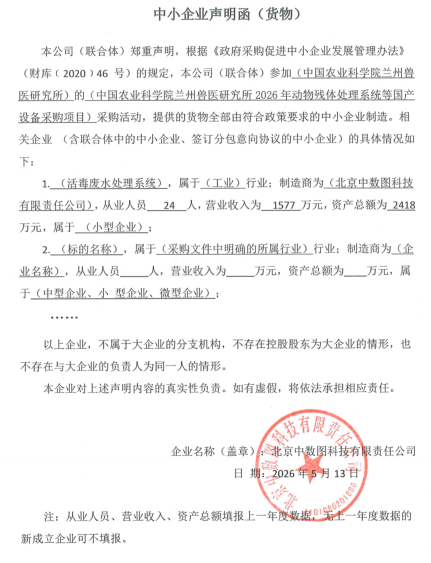 中小企业声明函（货物）
本公司（联合体）郑重声明，根据《政府采购促进中小企业发展管理办法》
（财库﹝2020﹞46 号）的规定，本公司（联合体）参加（中国农业科学院兰州兽
医研究所）的（中国农业科学院兰州兽医研究所 2026 年动物残体处理系统等国产
设备采购项目）采购活动，提供的货物全部由符合政策要求的中小企业制造。相
关企业 （含联合体中的中小企业、签订分包意向协议的中小企业）的具体情况如
下：
1. （活毒废水处理系统），属于（工业）行业；制造商为（北京中数图科技
有限责任公司），从业人员 24 人，营业收入为 1577 万元，资产总额为 2418
万元，属于 （小型企业）；
2. （标的名称），属于（采购文件中明确的所属行业）行业；制造商为（企
业名称），从业人员____人，营业收入为____万元，资产总额为____万元，属
于（中型企业、小 型企业、微型企业）；
……
以上企业，不属于大企业的分支机构，不存在控股股东为大企业的情形，也
不存在与大企业的负责人为同一人的情形。
本企业对上述声明内容的真实性负责。如有虚假，将依法承担相应责任。
企业名称（盖章）：北京中数图科技有限责任公司
日 期：2026 年 5 月 13 日
北京中数图科技有限责任公司
注：从业人员、营业收入、资产总额填报上一年度数据，无上一年度数据的
新成立企业可不填报。